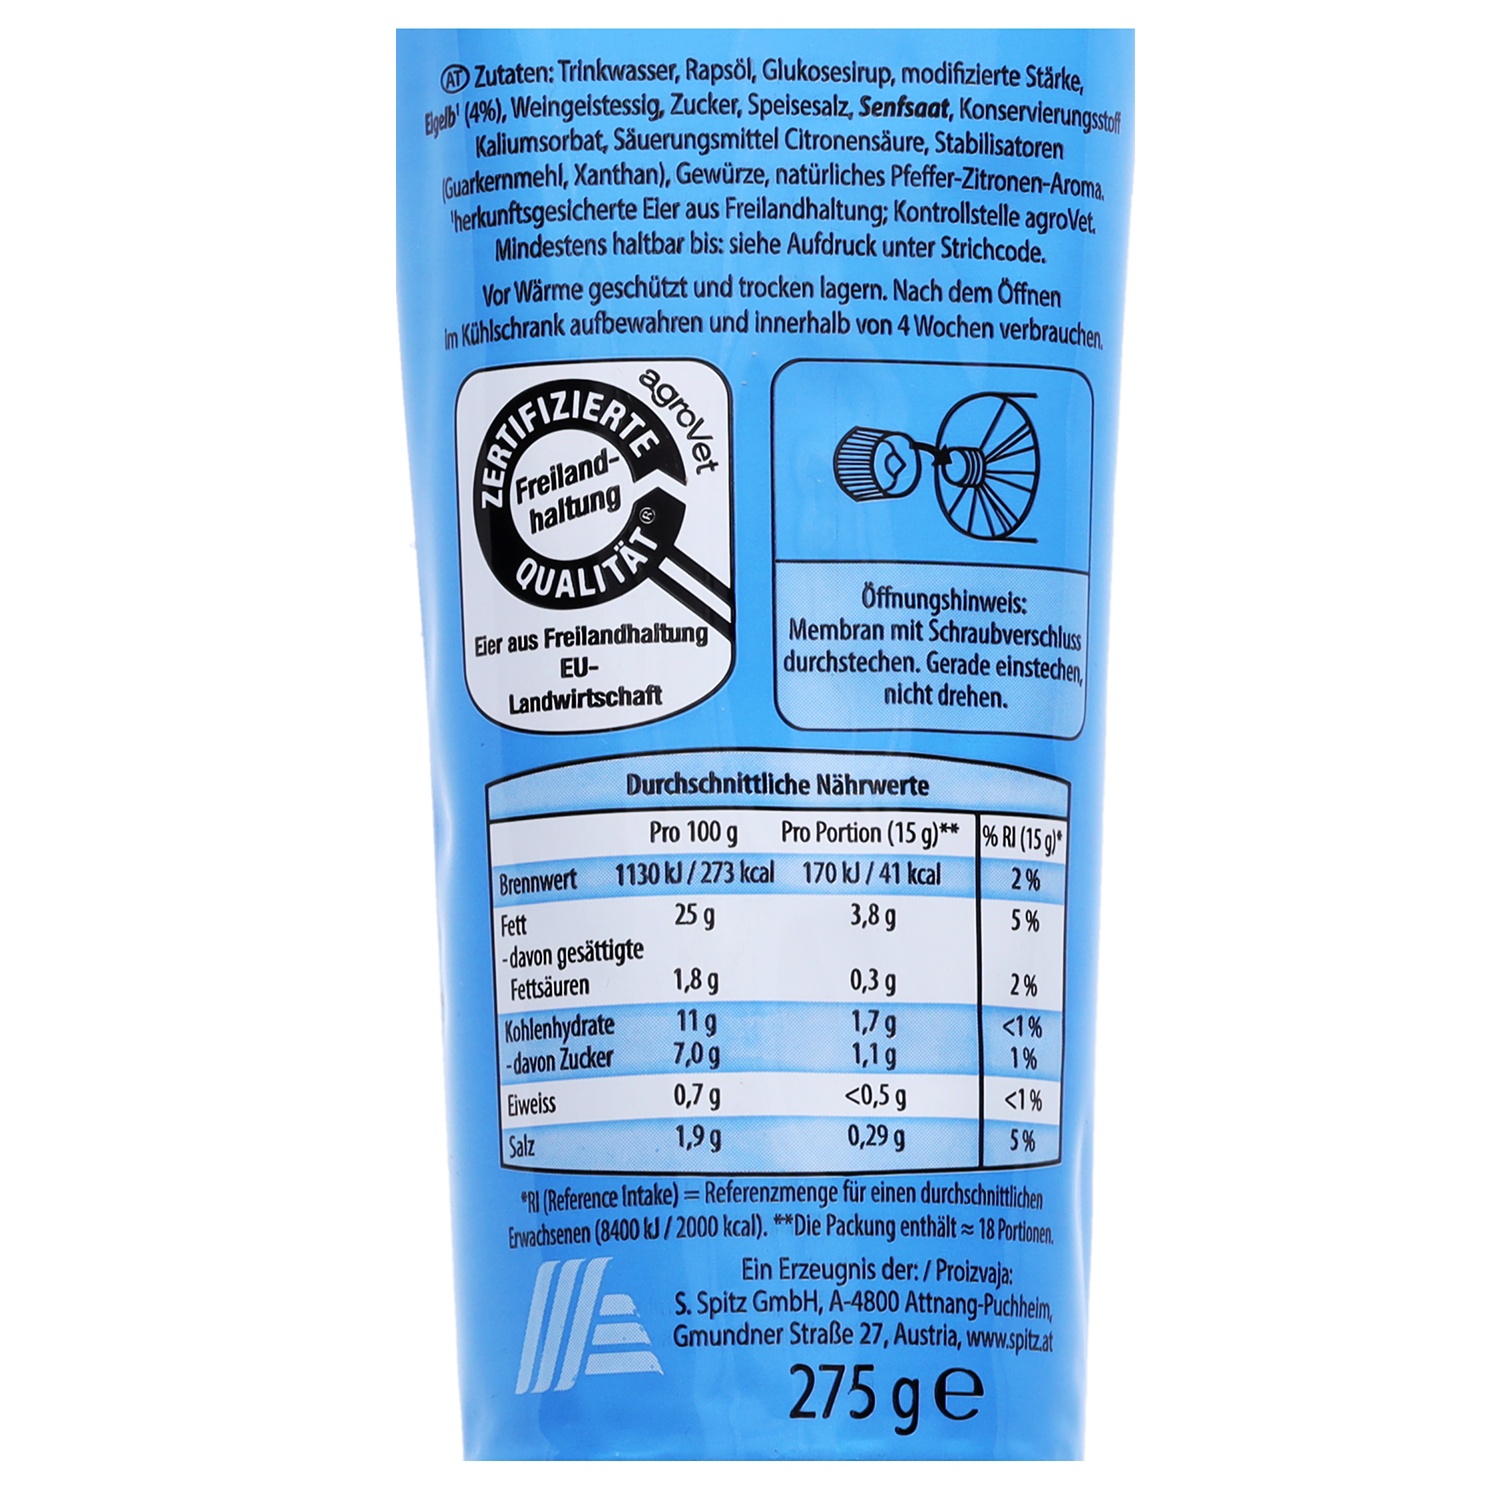 AT Zutaten: Trinkwasser, Rapsöl, Glukosesirup, modifizierte Stärke,
Eigelb¹ (4%), Weingeistessig, Zucker, Speisesalz, Senfsaat, Konservierungsstoff
Kaliumsorbat, Säuerungsmittel Citronensäure, Stabilisatoren
(Guarkernmehl, Xanthan), Gewürze, natürliches Pfeffer-Zitronen-Aroma.
¹herkunftsgesicherte Eier aus Freilandhaltung; Kontrollstelle agroVet.
Mindestens haltbar bis: siehe Aufdruck unter Strichcode.
Vor Wärme geschützt und trocken lagern. Nach dem Öffnen
im Kühlschrank aufbewahren und innerhalb von 4 Wochen verbrauchen.
agroVet
ZERTIFIZIERTE
Freiland-
haltung
QUALITÄT®
Eier aus Freilandhaltung
EU-
Landwirtschaft
Öffnungshinweis:
Membran mit Schraubverschluss
durchstechen. Gerade einstechen,
nicht drehen.
Durchschnittliche Nährwerte
Pro 100 g Pro Portion (15 g)** % RI (15 g)*
Brennwert 1130 kJ / 273 kcal 170 kJ / 41 kcal 2 %
Fett 25 g 3,8 g 5 %
- davon gesättigte
Fettsäuren 1,8 g 0,3 g 2 %
Kohlenhydrate 11 g 1,7 g <1 %
- davon Zucker 7,0 g 1,1 g 1 %
Eiweiss 0,7 g <0,5 g <1 %
Salz 1,9 g 0,29 g 5 %
*RI (Reference Intake) = Referenzmenge für einen durchschnittlichen
Erwachsenen (8400 kJ / 2000 kcal). **Die Packung enthält ≈ 18 Portionen.
Ein Erzeugnis der: / Proizvaja:
S. Spitz GmbH, A-4800 Attnang-Puchheim,
Gmundner Straße 27, Austria, www.spitz.at
275 g e